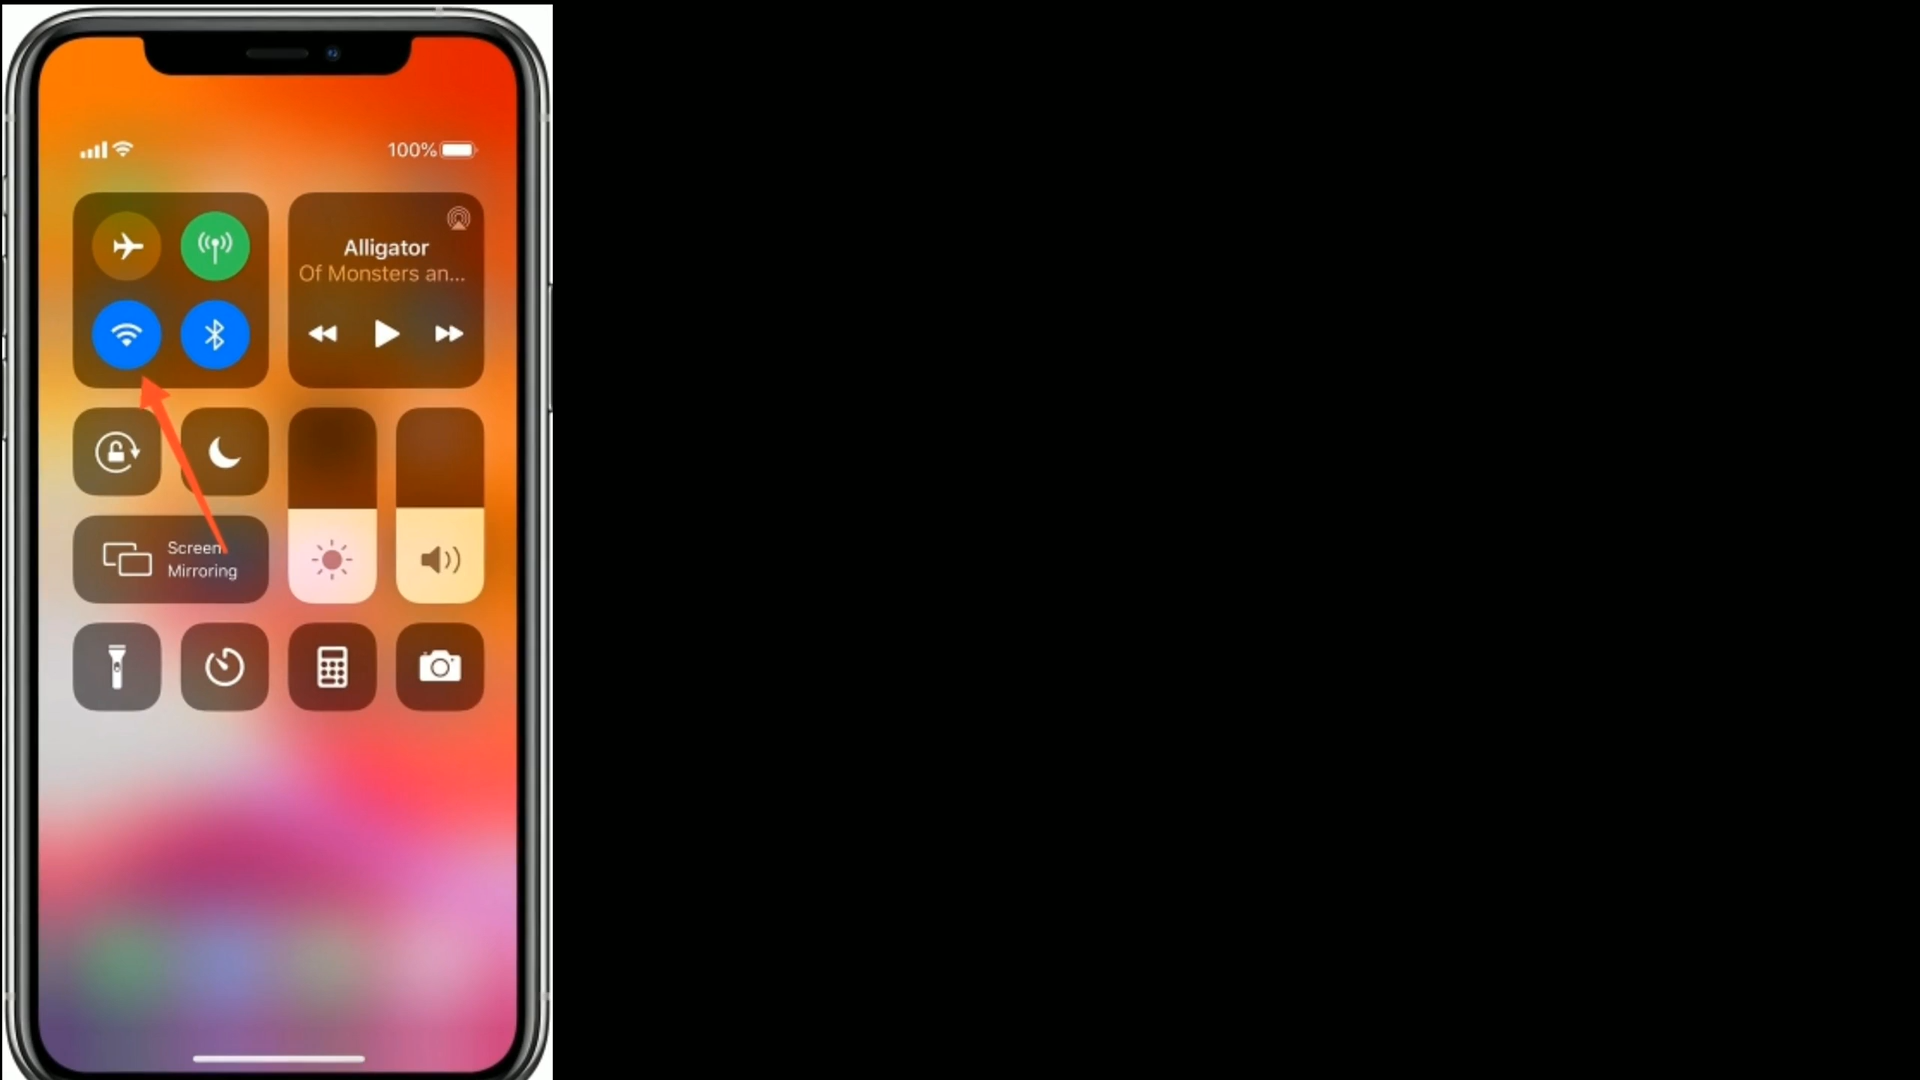 100%
Alligator
Of Monsters an...
Screen
Mirroring